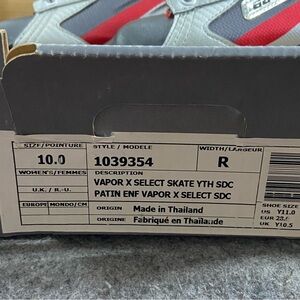 SIZE/POINTURE
10.0
WOMEN'S/FEMMES
U.K. / R.-U.
EUROPE MONDO/CM
STYLE / MODELE
1039354
WIDTH/LARGEUR
R
DESCRIPTION
VAPOR X SELECT SKATE YTH SDC
PATIN ENF VAPOR X SELECT SDC
ORIGIN Made in Thailand
ORIGINE Fabriqué en Thaïlande
SHOE SIZE
US Y11.0
EUR
UK Y10.5